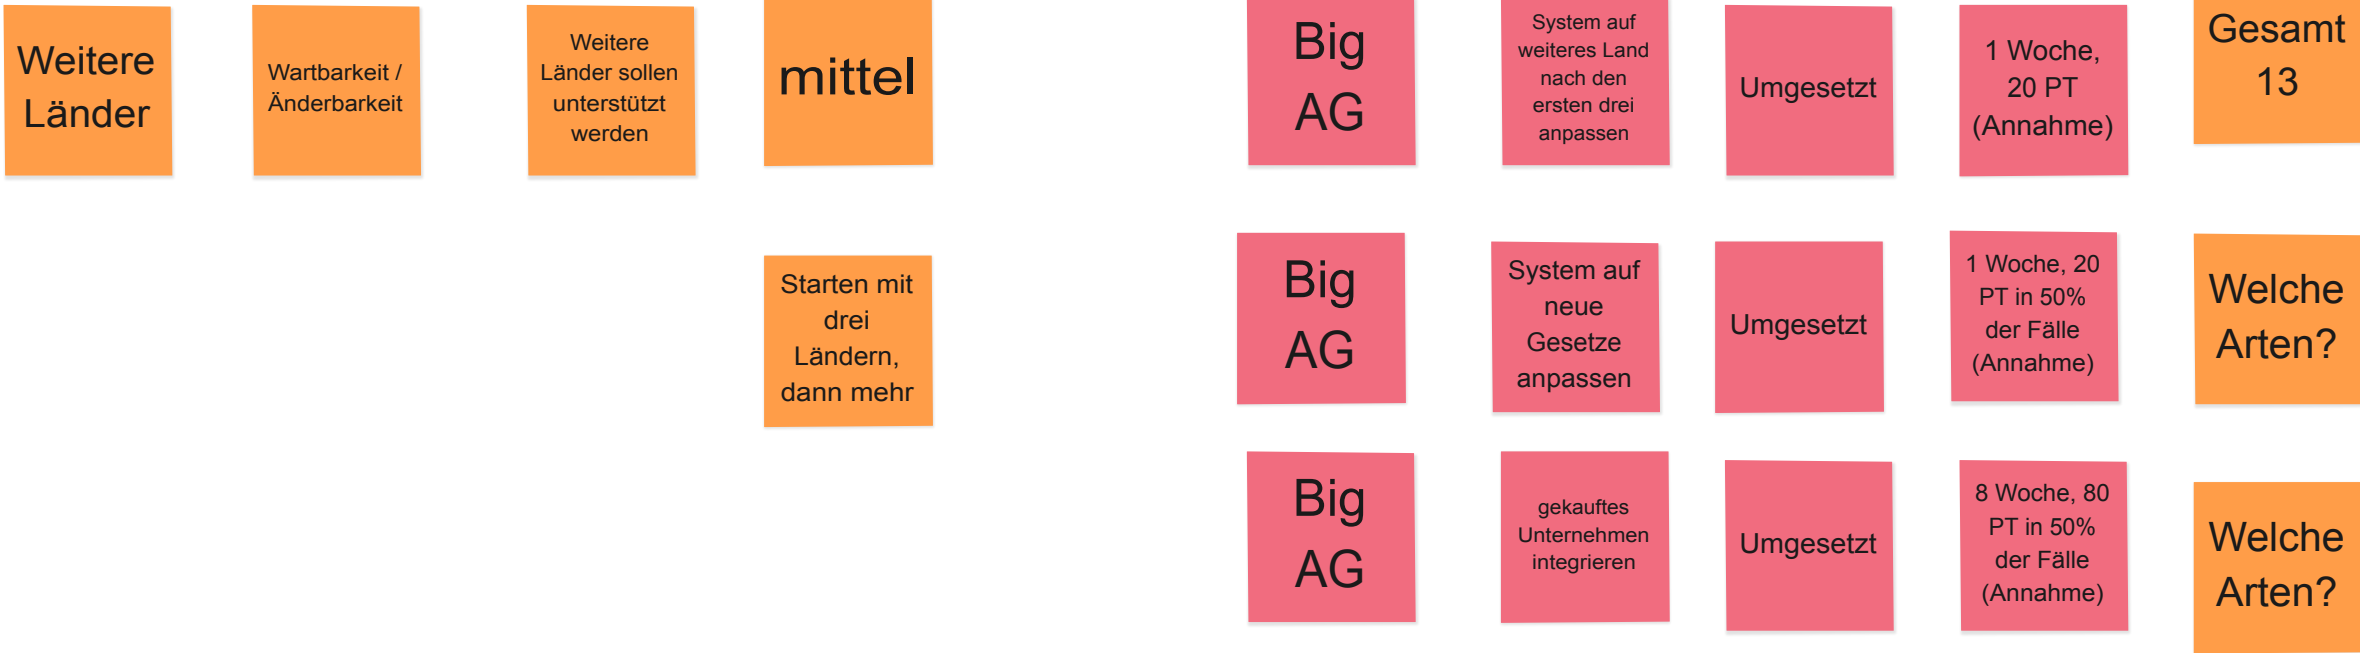 Weitere
Länder
Wartbarkeit /
Änderbarkeit
Weitere
Länder sollen
unterstützt
werden
mittel
Big
AG
System auf
weiteres Land
nach den
ersten drei
anpassen
Umgesetzt
1 Woche,
20 PT
(Annahme)
Gesamt
13
Starten mit
drei
Ländern,
dann mehr
Big
AG
System auf
neue
Gesetze
anpassen
Umgesetzt
1 Woche, 20
PT in 50%
der Fälle
(Annahme)
Welche
Arten?
Big
AG
gekauftes
Unternehmen
integrieren
Umgesetzt
8 Woche, 80
PT in 50%
der Fälle
(Annahme)
Welche
Arten?